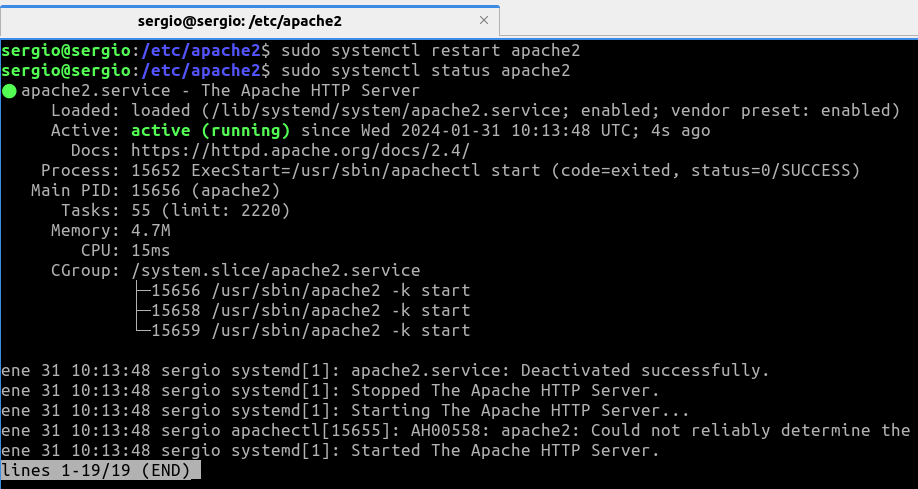 sergio@sergio: /etc/apache2 ×
sergio@sergio:/etc/apache2$ sudo systemctl restart apache2
sergio@sergio:/etc/apache2$ sudo systemctl status apache2
● apache2.service - The Apache HTTP Server
     Loaded: loaded (/lib/systemd/system/apache2.service; enabled; vendor preset: enabled)
     Active: active (running) since Wed 2024-01-31 10:13:48 UTC; 4s ago
       Docs: https://httpd.apache.org/docs/2.4/
    Process: 15652 ExecStart=/usr/sbin/apachectl start (code=exited, status=0/SUCCESS)
   Main PID: 15656 (apache2)
      Tasks: 55 (limit: 2220)
     Memory: 4.7M
        CPU: 15ms
     CGroup: /system.slice/apache2.service
             ├─15656 /usr/sbin/apache2 -k start
             ├─15658 /usr/sbin/apache2 -k start
             └─15659 /usr/sbin/apache2 -k start

ene 31 10:13:48 sergio systemd[1]: apache2.service: Deactivated successfully.
ene 31 10:13:48 sergio systemd[1]: Stopped The Apache HTTP Server.
ene 31 10:13:48 sergio systemd[1]: Starting The Apache HTTP Server...
ene 31 10:13:48 sergio apachectl[15655]: AH00558: apache2: Could not reliably determine the
ene 31 10:13:48 sergio systemd[1]: Started The Apache HTTP Server.
lines 1-19/19 (END)